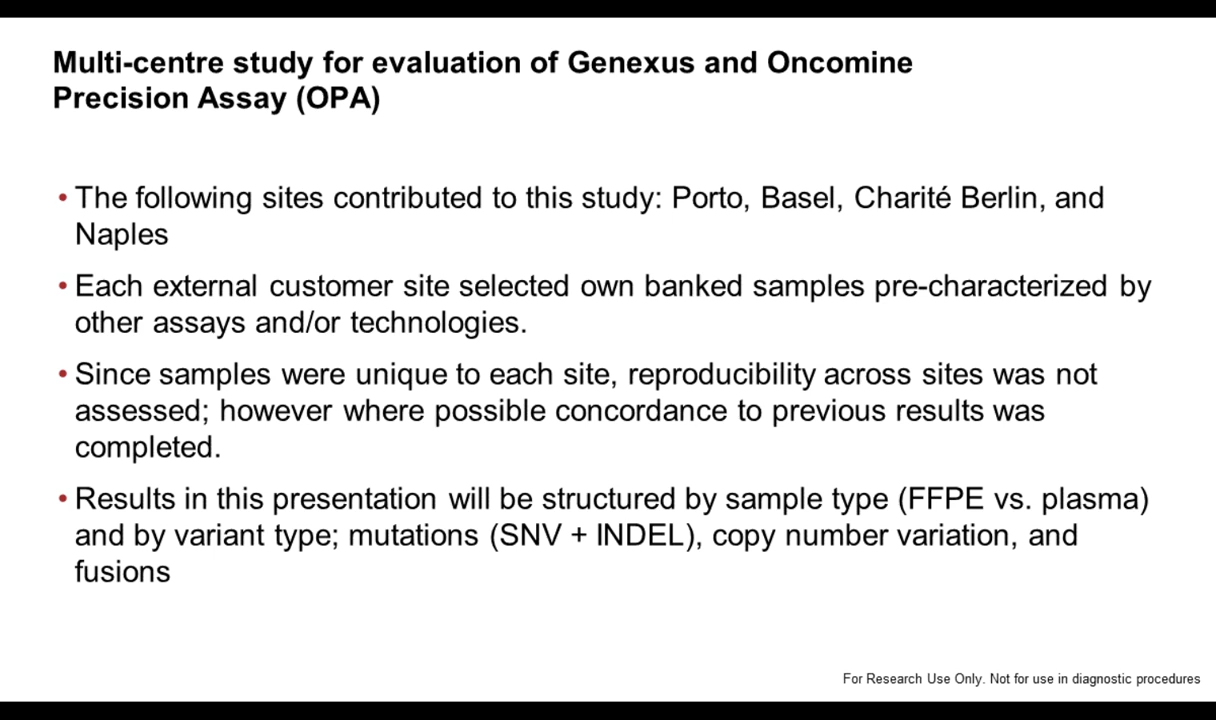 Multi-centre study for evaluation of Genexus and Oncomine
Precision Assay (OPA)
• The following sites contributed to this study: Porto, Basel, Charité Berlin, and
Naples
• Each external customer site selected own banked samples pre-characterized by
other assays and/or technologies.
• Since samples were unique to each site, reproducibility across sites was not
assessed; however where possible concordance to previous results was
completed.
• Results in this presentation will be structured by sample type (FFPE vs. plasma)
and by variant type; mutations (SNV + INDEL), copy number variation, and
fusions
For Research Use Only. Not for use in diagnostic procedures